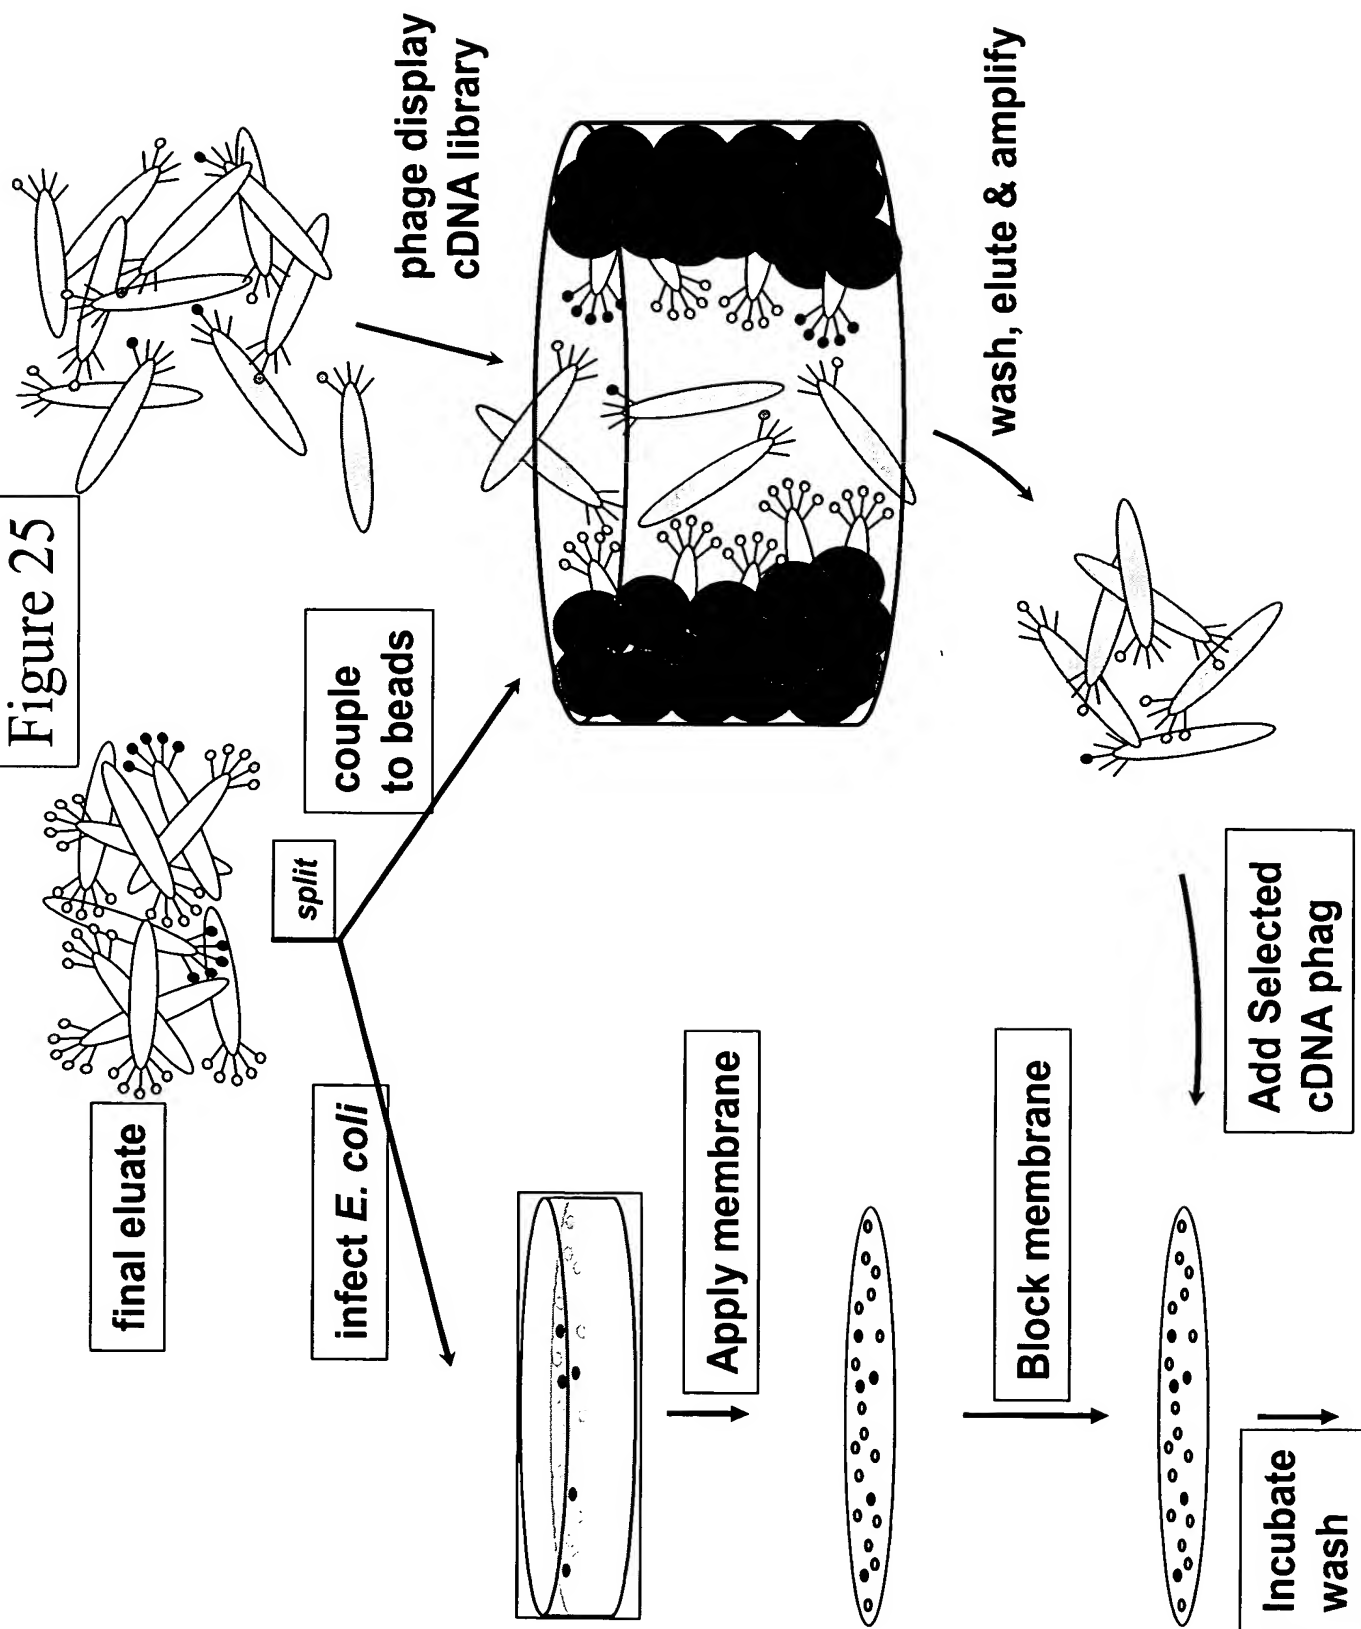 Figure 25
final eluate
split
infect E. coli
couple
to beads
phage display
cDNA library
wash, elute & amplify
Apply membrane
Block membrane
Add Selected
cDNA phag
Incubate
wash